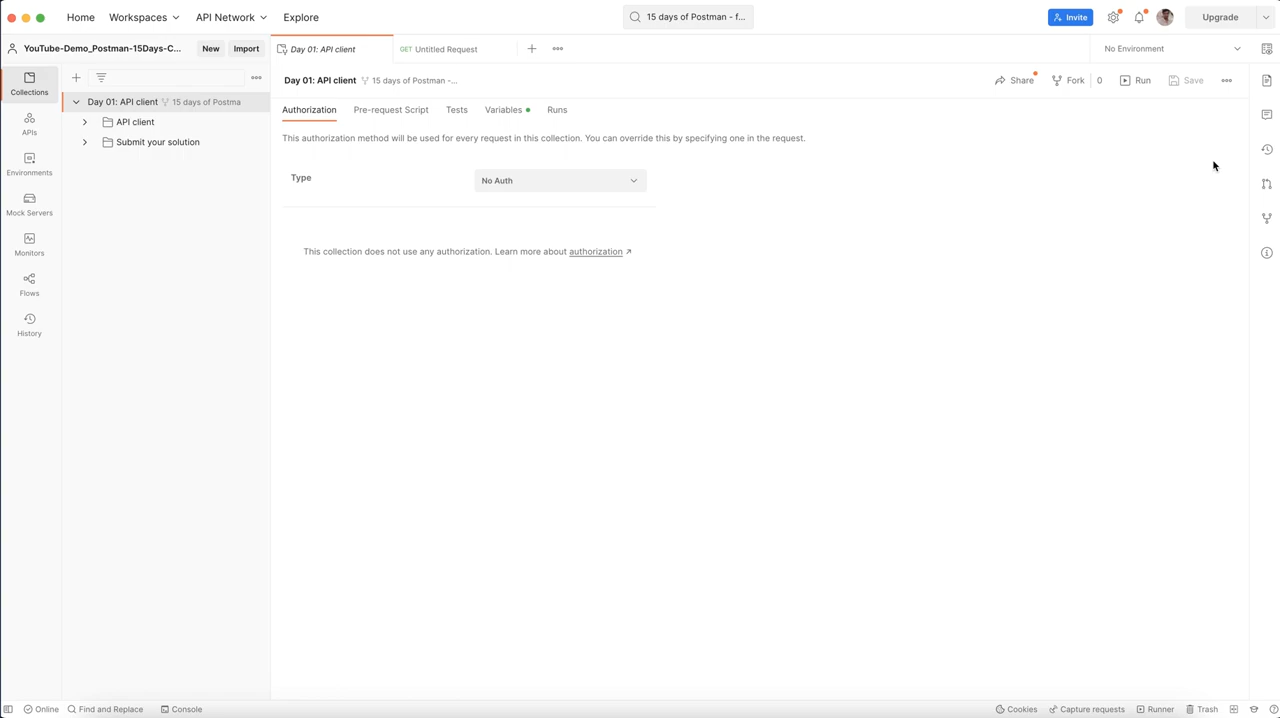 Home Workspaces API Network Explore 15 days of Postman - f... Invite Upgrade
YouTube-Demo_Postman-15Days-C... New Import Day 01: API client GET Untitled Request No Environment
Collections
APIs
Environments
Mock Servers
Monitors
Flows
History
Day 01: API client 15 days of Postma
API client
Submit your solution
Day 01: API client 15 days of Postman -... Share Fork 0 Run Save
Authorization Pre-request Script Tests Variables Runs
This authorization method will be used for every request in this collection. You can override this by specifying one in the request.
Type No Auth
This collection does not use any authorization. Learn more about authorization
Online Find and Replace Console Cookies Capture requests Runner Trash